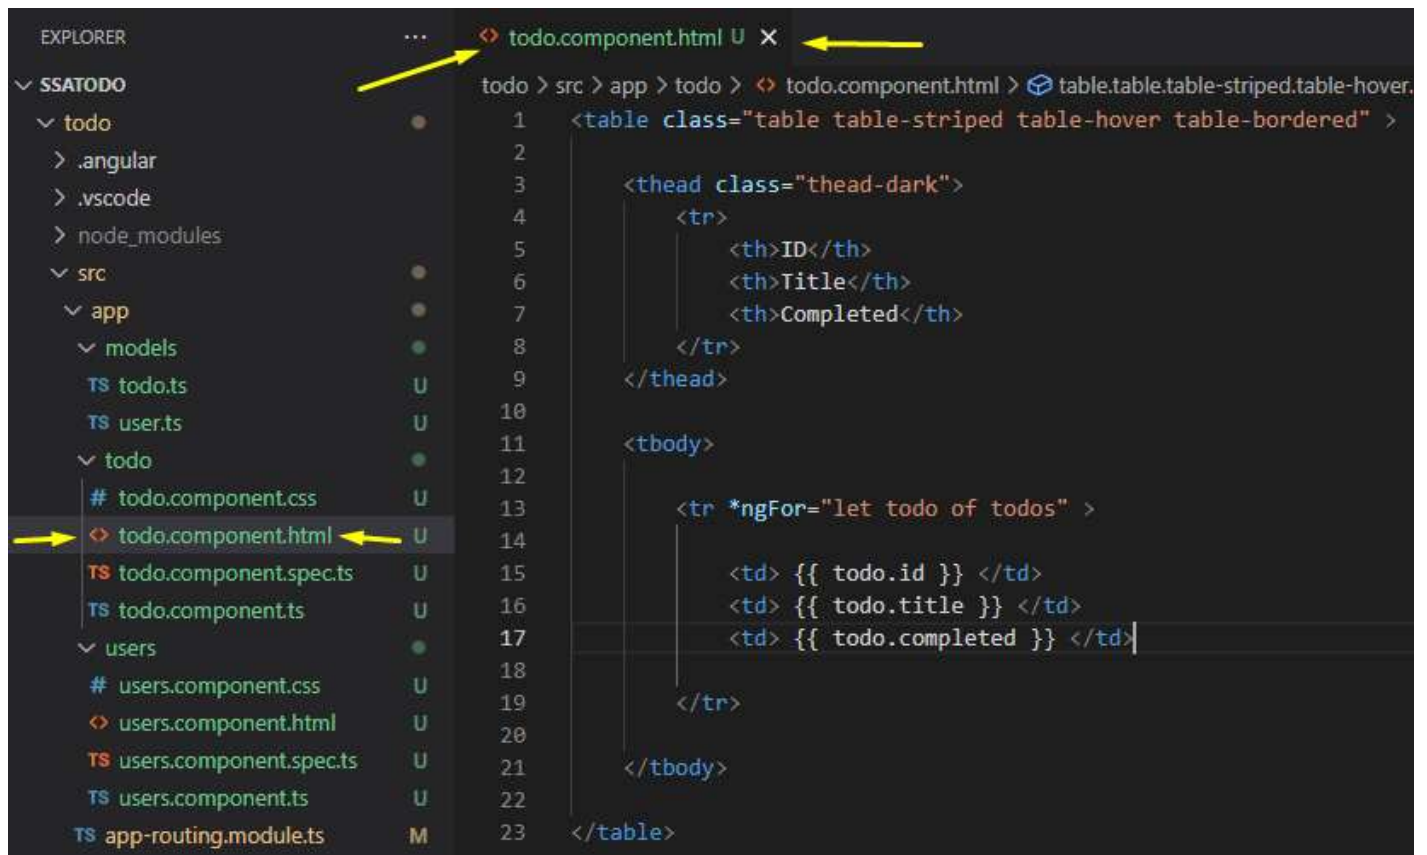 EXPLORER ...
SSATODO
todo
.angular
.vscode
node_modules
src
app
models
TS todo.ts U
TS user.ts U
todo
# todo.component.css U
<> todo.component.html U
TS todo.component.spec.ts U
TS todo.component.ts U
users
# users.component.css U
<> users.component.html U
TS users.component.spec.ts U
TS users.component.ts U
TS app-routing.module.ts M
<> todo.component.html U ×
todo > src > app > todo > <> todo.component.html > table.table.table-striped.table-hover.
1 <table class="table table-striped table-hover table-bordered" >
2
3 <thead class="thead-dark">
4 <tr>
5 <th>ID</th>
6 <th>Title</th>
7 <th>Completed</th>
8 </tr>
9 </thead>
10
11 <tbody>
12
13 <tr *ngFor="let todo of todos" >
14
15 <td> {{ todo.id }} </td>
16 <td> {{ todo.title }} </td>
17 <td> {{ todo.completed }} </td>
18
19 </tr>
20
21 </tbody>
22
23 </table>